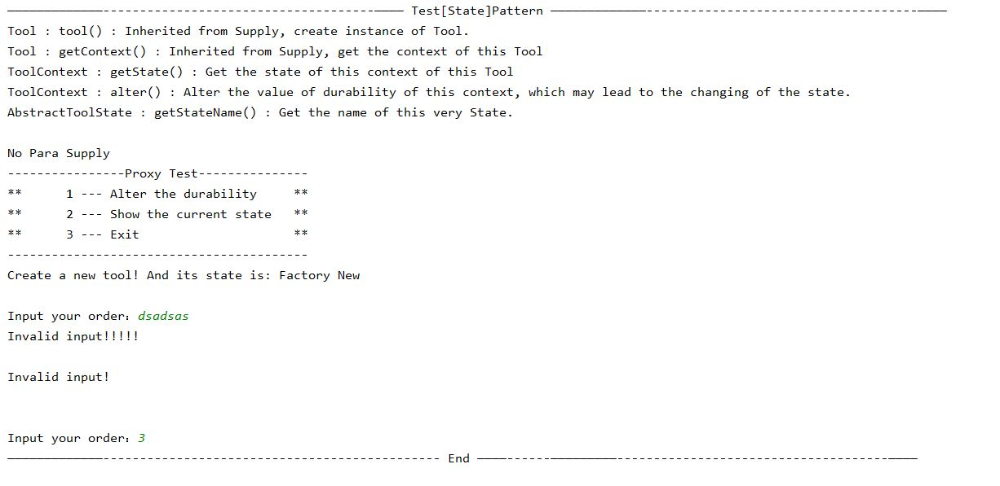 ———————————————————————————————————————————————— Test[State]Pattern ————————————————————————————————————————————————
Tool : tool() : Inherited from Supply, create instance of Tool.
Tool : getContext() : Inherited from Supply, get the context of this Tool
ToolContext : getState() : Get the state of this context of this Tool
ToolContext : alter() : Alter the value of durability of this context, which may lead to the changing of the state.
AbstractToolState : getStateName() : Get the name of this very State.
No Para Supply
----------------Proxy Test---------------
**      1 --- Alter the durability     **
**      2 --- Show the current state   **
**      3 --- Exit                     **
-----------------------------------------
Create a new tool! And its state is: Factory New
Input your order：dsadsas
Invalid input!!!!!
Invalid input!
Input your order：3
———————————————————————————————————————————————— End ————————————————————————————————————————————————